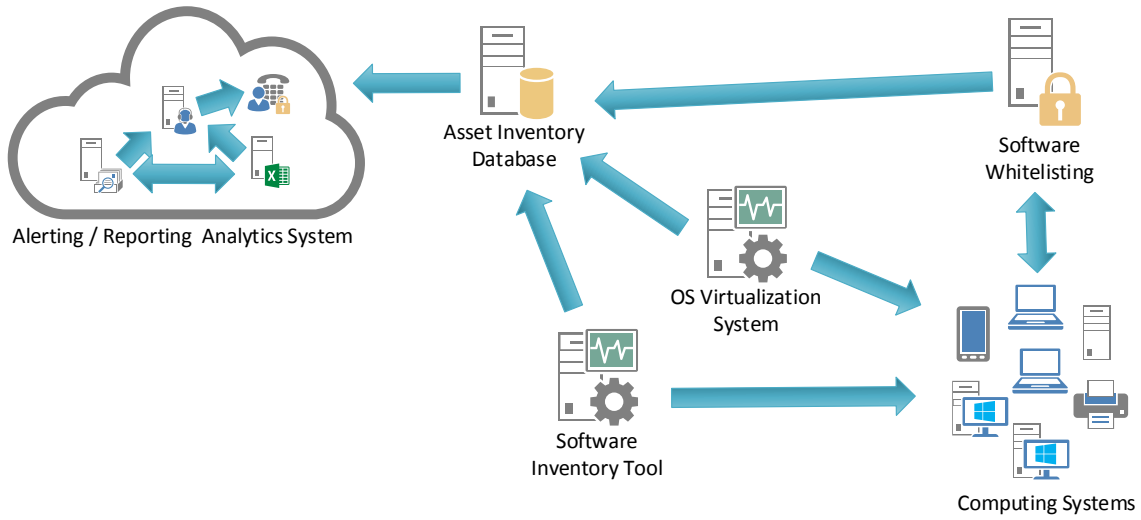 Asset Inventory
Database
Software
Whitelisting
Alerting / Reporting Analytics System
OS Virtualization
System
Software
Inventory Tool
Computing Systems
X